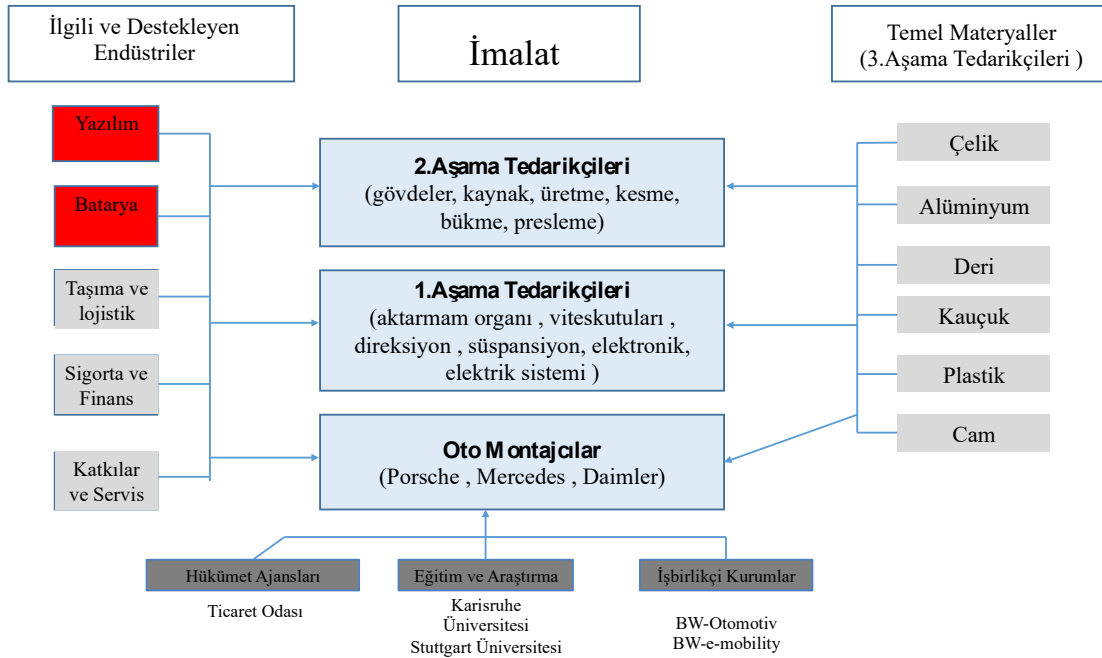 İlgili ve Destekleyen
Endüstriler
İmalat
Temel Materyaller
(3.Aşama Tedarikçileri )
Yazılım
Batarya
Taşıma ve
lojistik
Sigorta ve
Finans
Katkılar
ve Servis
2.Aşama Tedarikçileri
(gövdeler, kaynak, üretme, kesme,
bükme, presleme)
1.Aşama Tedarikçileri
(aktarmam organı , viteskutuları ,
direksiyon , süspansiyon, elektronik,
elektrik sistemi )
Oto Montajcılar
(Porsche , Mercedes , Daimler)
Çelik
Alüminyum
Deri
Kauçuk
Plastik
Cam
Hükümet Ajansları
Ticaret Odası
Eğitim ve Araştırma
Karisruhe
Üniversitesi
Stuttgart Üniversitesi
İşbirlikçi Kurumlar
BW-Otomotiv
BW-e-mobility